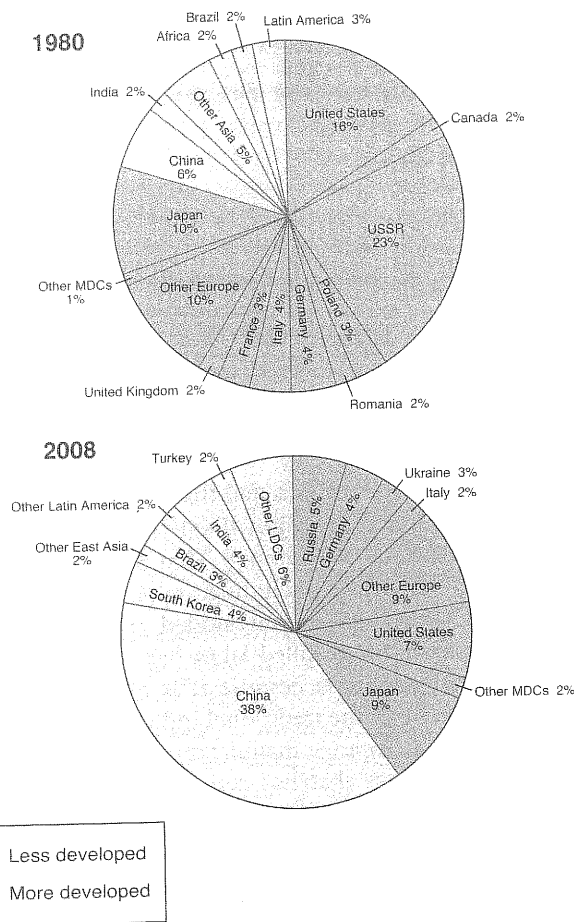 1980
Brazil 2%
Latin America 3%
Africa 2%
India 2%
Other Asia 5%
United States
16%
Canada 2%
China
6%
USSR
23%
Japan
10%
Other MDCs
1%
Other Europe
10%
United Kingdom 2%
France 3%
Italy 4%
Germany 4%
Poland 3%
Romania 2%
2008
Turkey 2%
Other LDCs 6%
Russia 5%
Germany 4%
Ukraine 3%
Italy 2%
Other Latin America 2%
India 4%
Other East Asia
2%
Brazil 3%
South Korea 4%
Other Europe
9%
United States
7%
Other MDCs 2%
Japan
9%
China
38%
Less developed
More developed